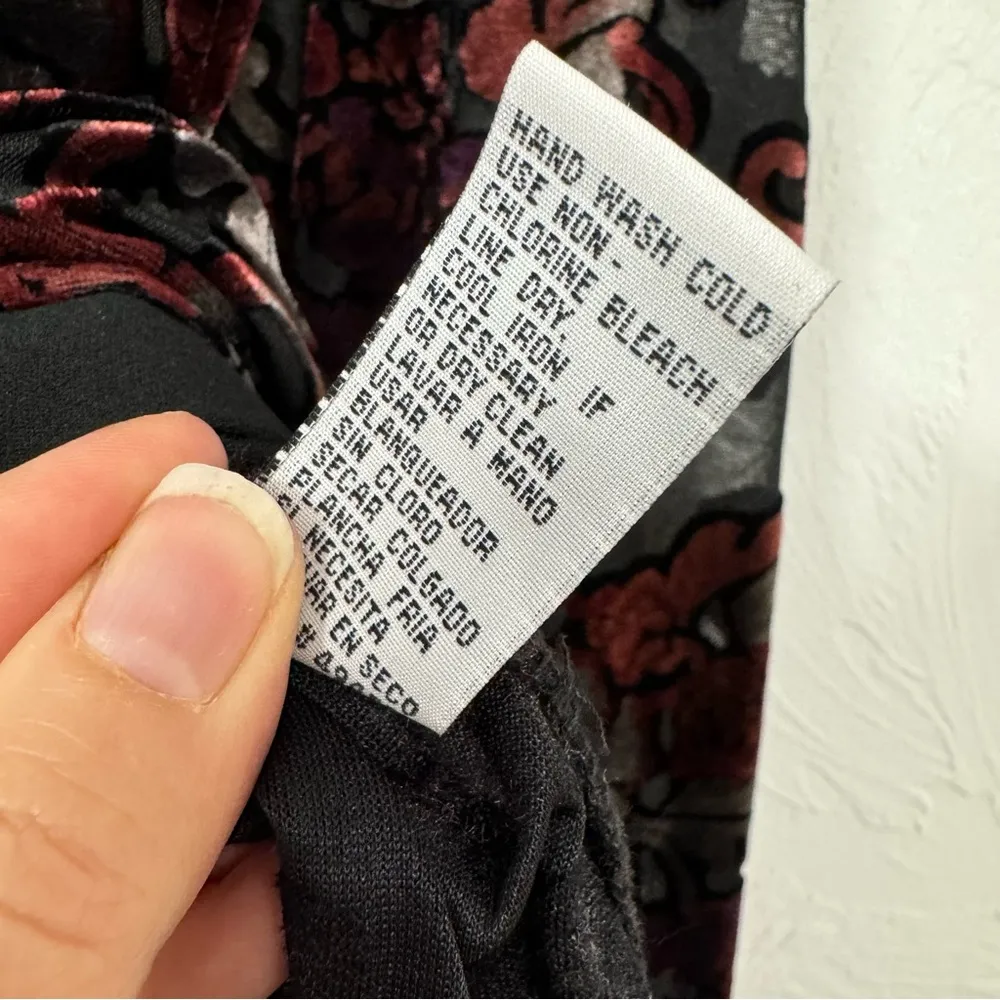 HAND WASH COLD
USE NON-
CHLORINE BLEACH
LINE DRY,
COOL IRON IF
NECESSARY
OR DRY CLEAN
LAVAR A MANO
USAR
BLANQUEADOR
SIN CLORO
SECAR COLGADO
PLANCHA FRIA
NECESITA
EN SECO